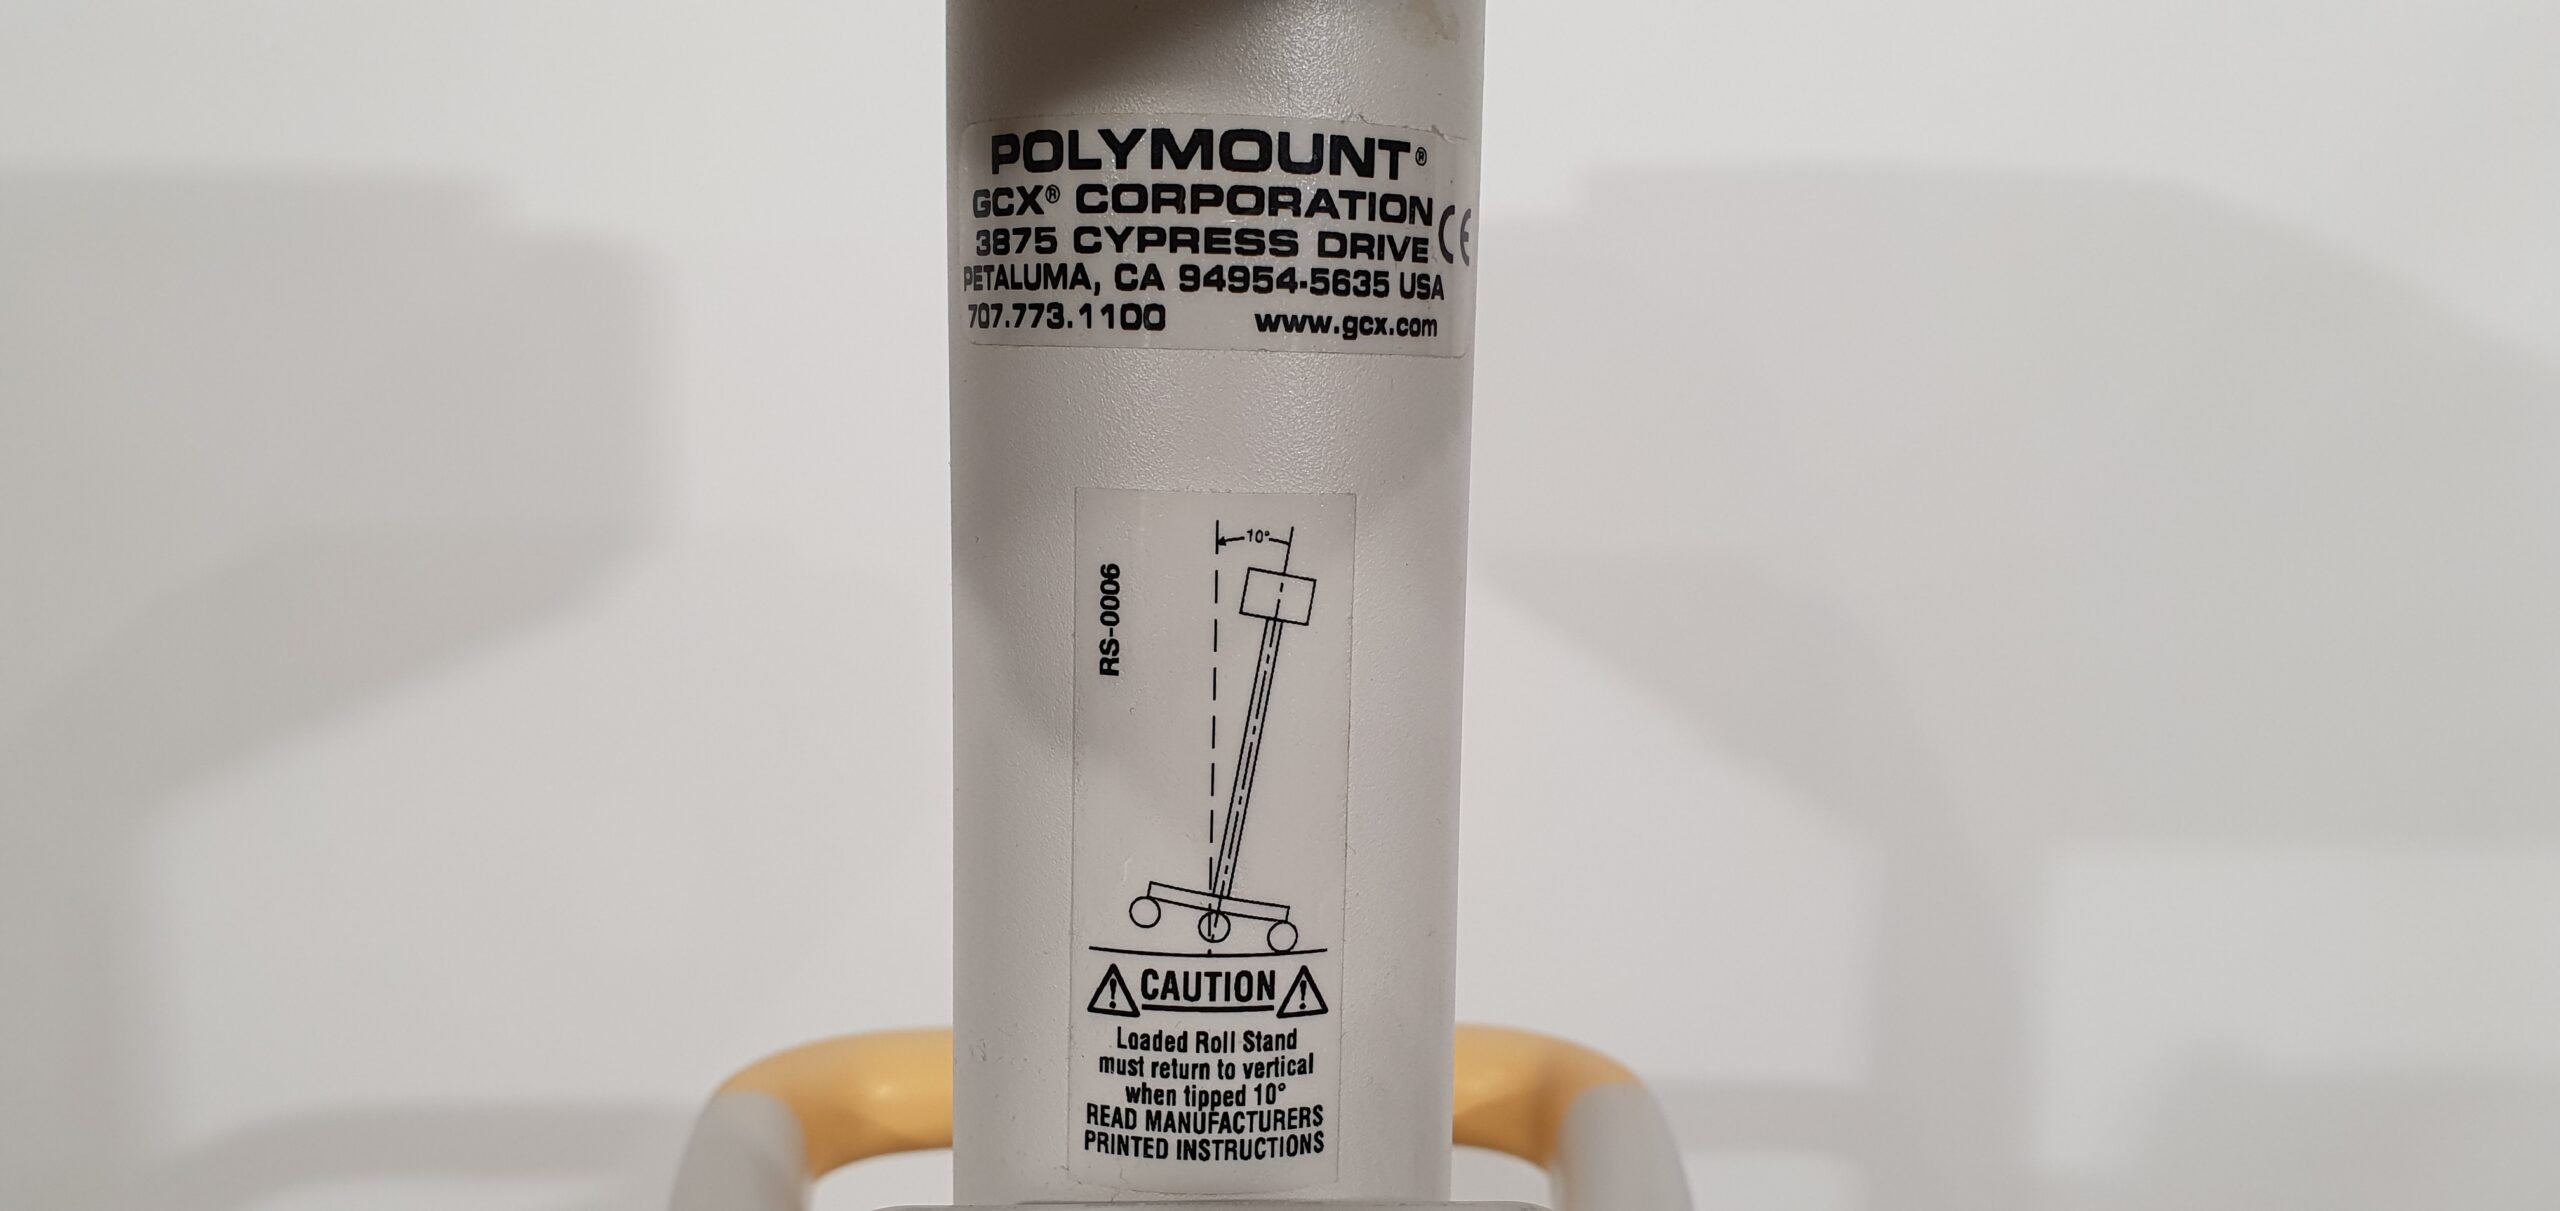 POLYMOUNT®
GCX® CORPORATION
3875 CYPRESS DRIVE CE
PETALUMA, CA 94954-5635 USA
707.773.1100 www.gcx.com
10°
RS-0006
CAUTION
Loaded Roll Stand
must return to vertical
when tipped 10°
READ MANUFACTURERS
PRINTED INSTRUCTIONS